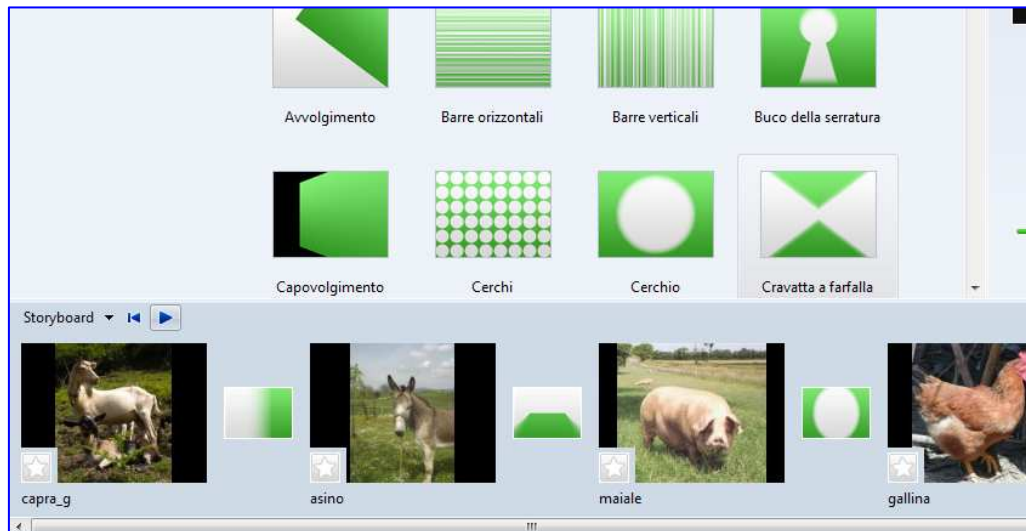 Avvolgimento
Barre orizzontali
Barre verticali
Buco della serratura
Capovolgimento
Cerchi
Cerchio
Cravatta a farfalla
Storyboard
capra_g
asino
maiale
gallina